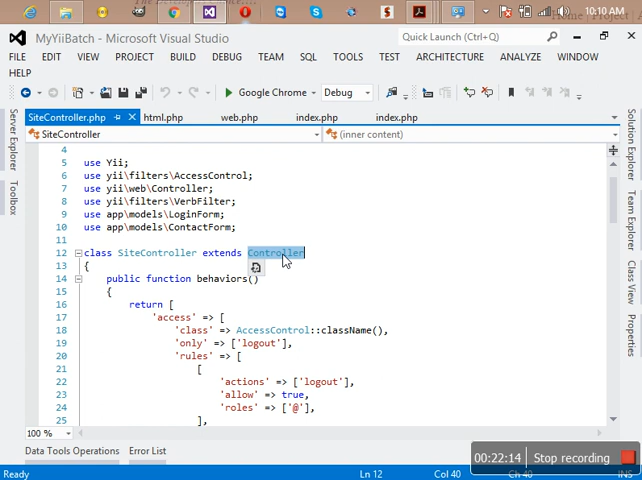 10:10 AM
Home | Project | A
MyYiiBatch - Microsoft Visual Studio
Quick Launch (Ctrl+Q)
FILE EDIT VIEW PROJECT BUILD DEBUG TEAM SQL TOOLS TEST ARCHITECTURE ANALYZE WINDOW
HELP
Google Chrome Debug
SiteController.php html.php web.php index.php index.php
SiteController (inner content)
4
5 use Yii;
6 use yii\filters\AccessControl;
7 use yii\web\Controller;
8 use yii\filters\VerbFilter;
9 use app\models\LoginForm;
10 use app\models\ContactForm;
11
12 class SiteController extends Controller
13 {
14 public function behaviors()
15 {
16 return [
17 'access' => [
18 'class' => AccessControl::className(),
19 'only' => ['logout'],
20 'rules' => [
21 [
22 'actions' => ['logout'],
23 'allow' => true,
24 'roles' => ['@'],
25 ],
Server Explorer
Toolbox
Solution Explorer
Team Explorer
Class View
Properties
100 %
Data Tools Operations Error List
00:22:14 Stop recording
Ready Ln 12 Col 40 Ch 40 INS